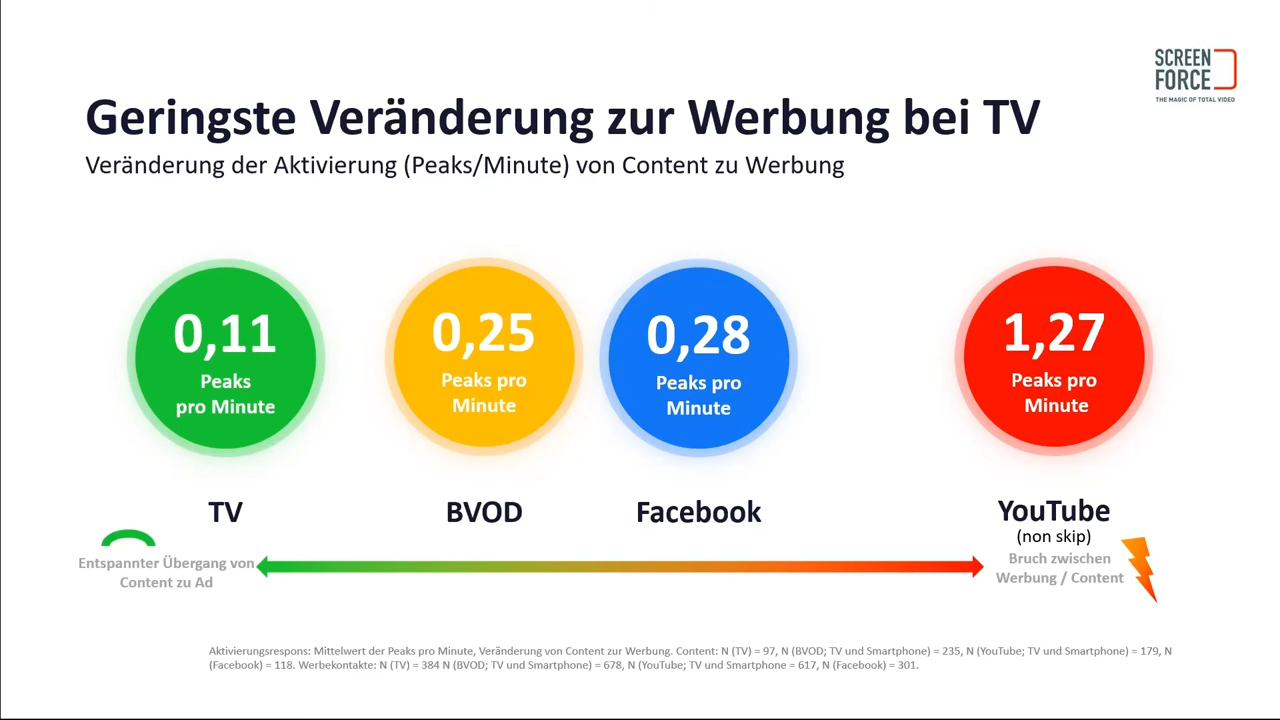 SCREEN
FORCE
THE MAGIC OF TOTAL VIDEO
Geringste Veränderung zur Werbung bei TV
Veränderung der Aktivierung (Peaks/Minute) von Content zu Werbung
0,11
Peaks
pro Minute
0,25
Peaks pro
Minute
0,28
Peaks pro
Minute
1,27
Peaks pro
Minute
TV
BVOD
Facebook
YouTube
(non skip)
Entspannter Übergang von
Content zu Ad
Bruch zwischen
Werbung / Content
Aktivierungsrespons: Mittelwert der Peaks pro Minute, Veränderung von Content zur Werbung. Content: N (TV) = 97, N (BVOD; TV und Smartphone) = 235, N (YouTube; TV und Smartphone) = 179, N
(Facebook) = 118. Werbekontakte: N (TV) = 384 N (BVOD; TV und Smartphone) = 678, N (YouTube; TV und Smartphone = 617, N (Facebook) = 301.